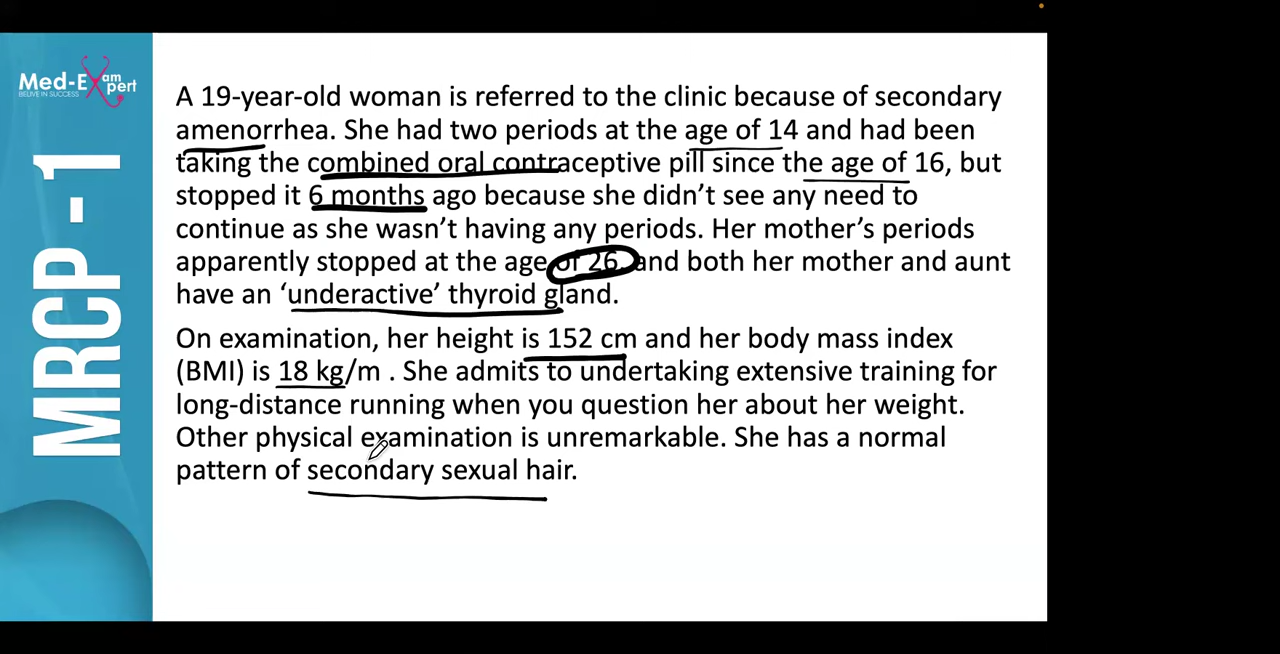 Med-Exam
pert
BELIVE IN SUCCESS
MRCP - 1
A 19-year-old woman is referred to the clinic because of secondary
amenorrhea. She had two periods at the age of 14 and had been
taking the combined oral contraceptive pill since the age of 16, but
stopped it 6 months ago because she didn't see any need to
continue as she wasn't having any periods. Her mother's periods
apparently stopped at the age of 26, and both her mother and aunt
have an 'underactive' thyroid gland.
On examination, her height is 152 cm and her body mass index
(BMI) is 18 kg/m . She admits to undertaking extensive training for
long-distance running when you question her about her weight.
Other physical examination is unremarkable. She has a normal
pattern of secondary sexual hair.